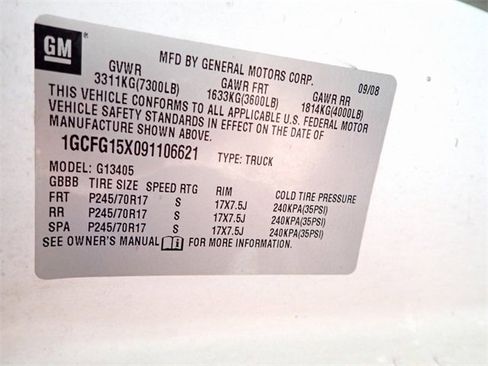 GM
MFD BY GENERAL MOTORS CORP. 09/08
GVWR GAWR FRT GAWR RR
3311KG(7300LB) 1633KG(3600LB) 1814KG(4000LB)
THIS VEHICLE CONFORMS TO ALL APPLICABLE U.S. FEDERAL MOTOR
VEHICLE SAFETY STANDARDS IN EFFECT ON THE DATE OF
MANUFACTURE SHOWN ABOVE.
1GCFG15X091106621 TYPE: TRUCK
MODEL: G13405
GBBB TIRE SIZE SPEED RTG RIM COLD TIRE PRESSURE
FRT P245/70R17 S 17X7.5J 240KPA(35PSI)
RR P245/70R17 S 17X7.5J 240KPA(35PSI)
SPA P245/70R17 S 17X7.5J 240KPA(35PSI)
SEE OWNER'S MANUAL i FOR MORE INFORMATION.